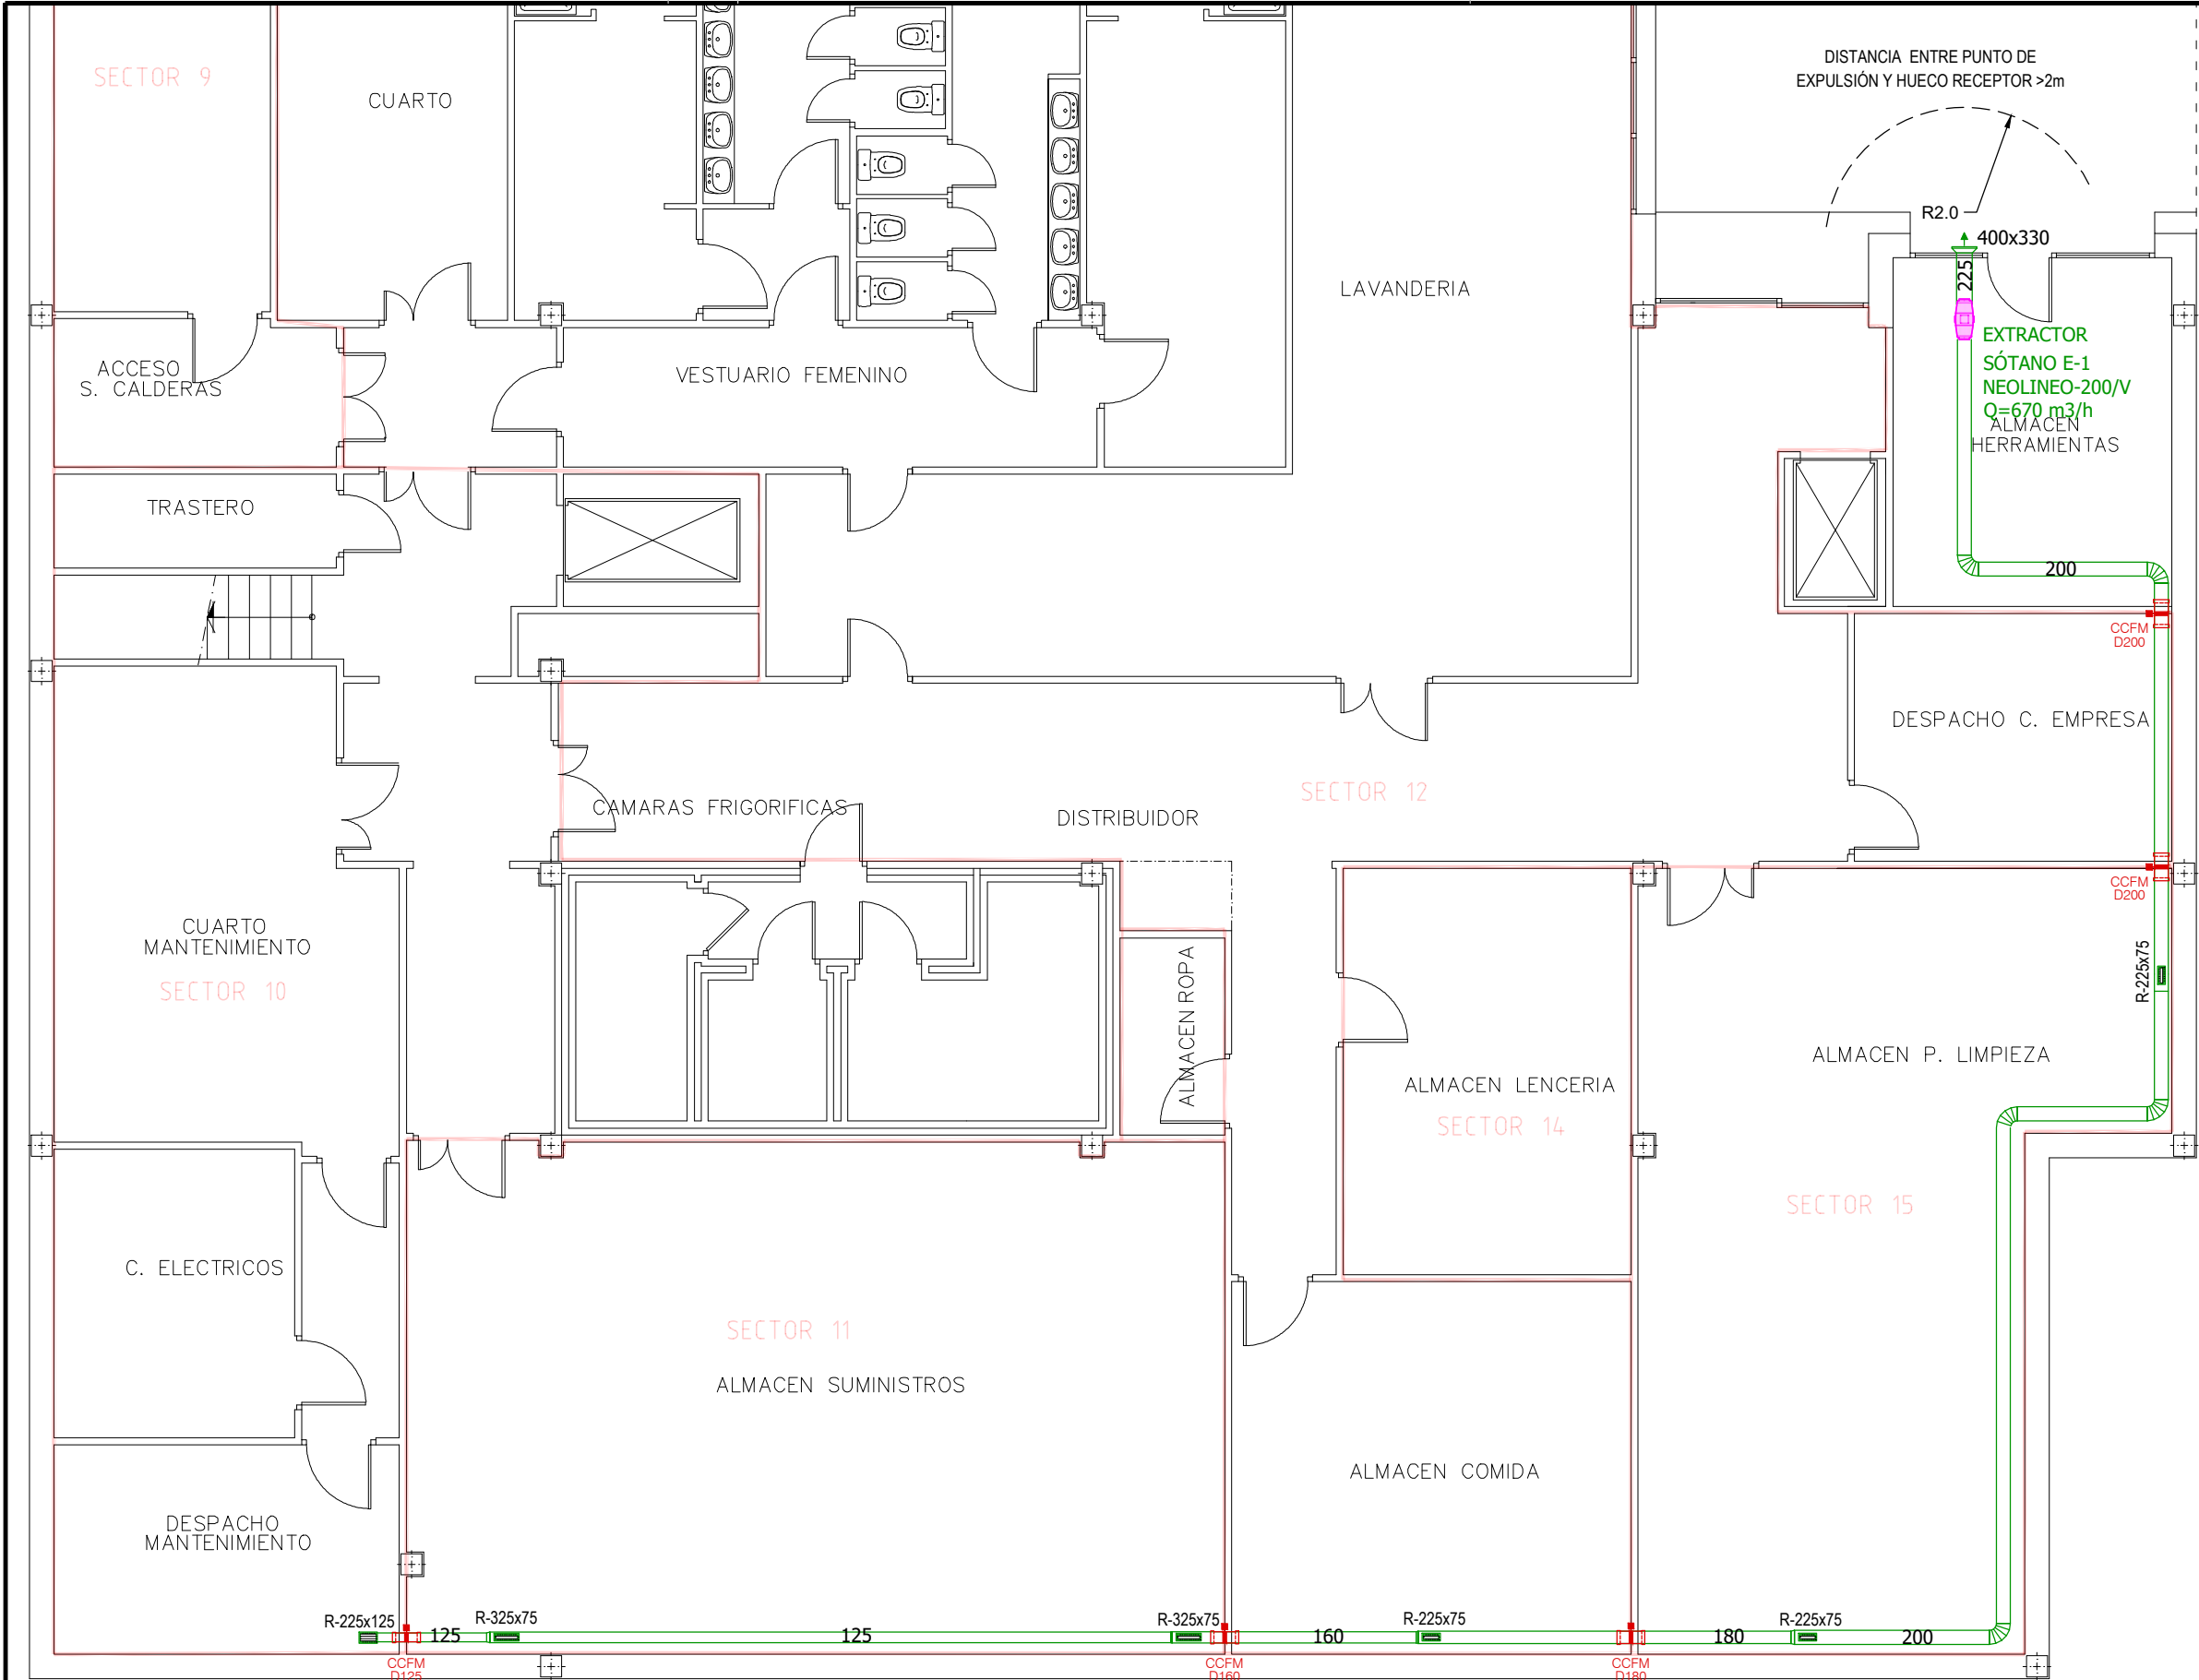 SECTOR 9
CUARTO
DISTANCIA ENTRE PUNTO DE
EXPULSIÓN Y HUECO RECEPTOR >2m
R2.0
400x330
225
LAVANDERIA
EXTRACTOR
SÓTANO E-1
NEOLINEO-200/V
Q=670 m3/h
ALMACEN
HERRAMIENTAS
ACCESO
S. CALDERAS
VESTUARIO FEMENINO
TRASTERO
200
CCFM
D200
DESPACHO C. EMPRESA
SECTOR 12
CAMARAS FRIGORIFICAS
DISTRIBUIDOR
CCFM
D200
CUARTO
MANTENIMIENTO
SECTOR 10
ALMACEN ROPA
R-225x75
ALMACEN P. LIMPIEZA
ALMACEN LENCERIA
SECTOR 14
SECTOR 15
C. ELECTRICOS
SECTOR 11
ALMACEN SUMINISTROS
ALMACEN COMIDA
DESPACHO
MANTENIMIENTO
R-225x125
R-325x75
R-325x75
R-225x75
R-225x75
125
125
160
180
200
CCFM
D125
CCFM
D160
CCFM
D180